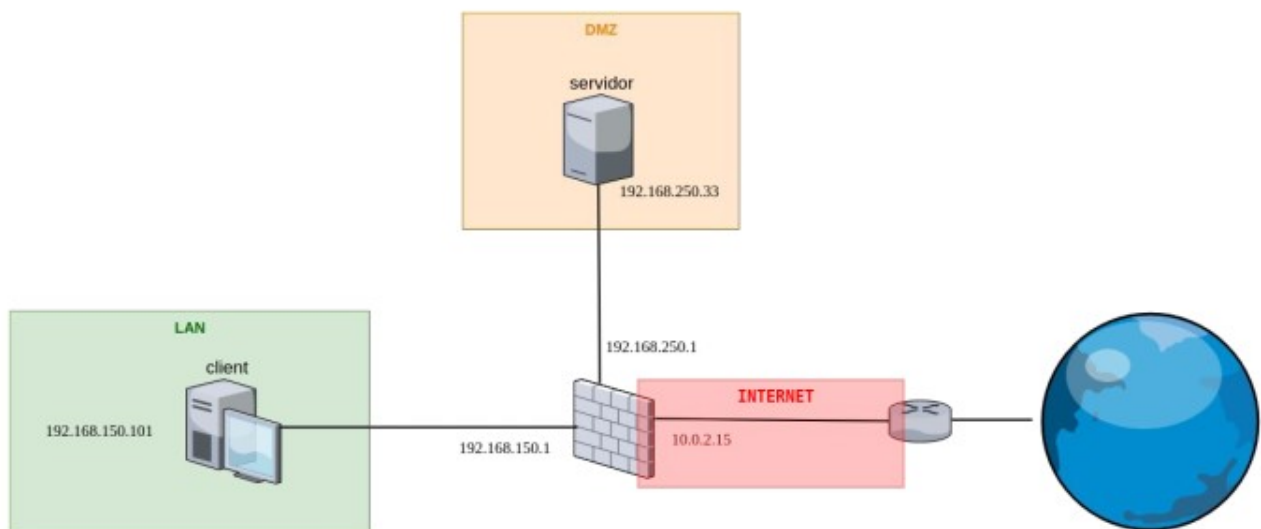 DMZ
servidor
192.168.250.33
LAN
client
192.168.150.101
192.168.250.1
192.168.150.1
INTERNET
10.0.2.15